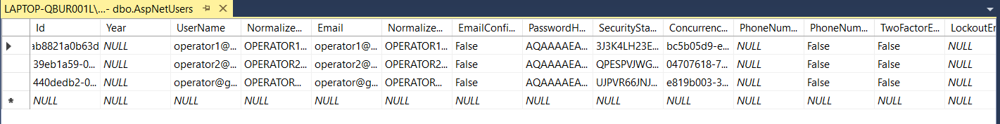 LAPTOP-QBUR001L\...- dbo.AspNetUsers
Id Year UserName Normalize... Email Normalize... EmailConfi... PasswordH... SecuritySta... Concurrenc... PhoneNum... PhoneNum... TwoFactorE... LockoutEn
ab8821a0b63d NULL operator1@... OPERATOR1... operator1@... OPERATOR1... False AQAAAAEA... 3J3K4LH23E... bc5b05d9-e... NULL False False NULL
39eb1a59-0... NULL operator2@... OPERATOR2... operator2@... OPERATOR2... False AQAAAAEA... QPESPVJWG... 04707618-7... NULL False False NULL
440dedb2-0... NULL operator@g... OPERATOR... operator@g... OPERATOR... False AQAAAAEA... UJPVR66JNJ... e819b003-3... NULL False False NULL
* NULL NULL NULL NULL NULL NULL NULL NULL NULL NULL NULL NULL NULL NULL